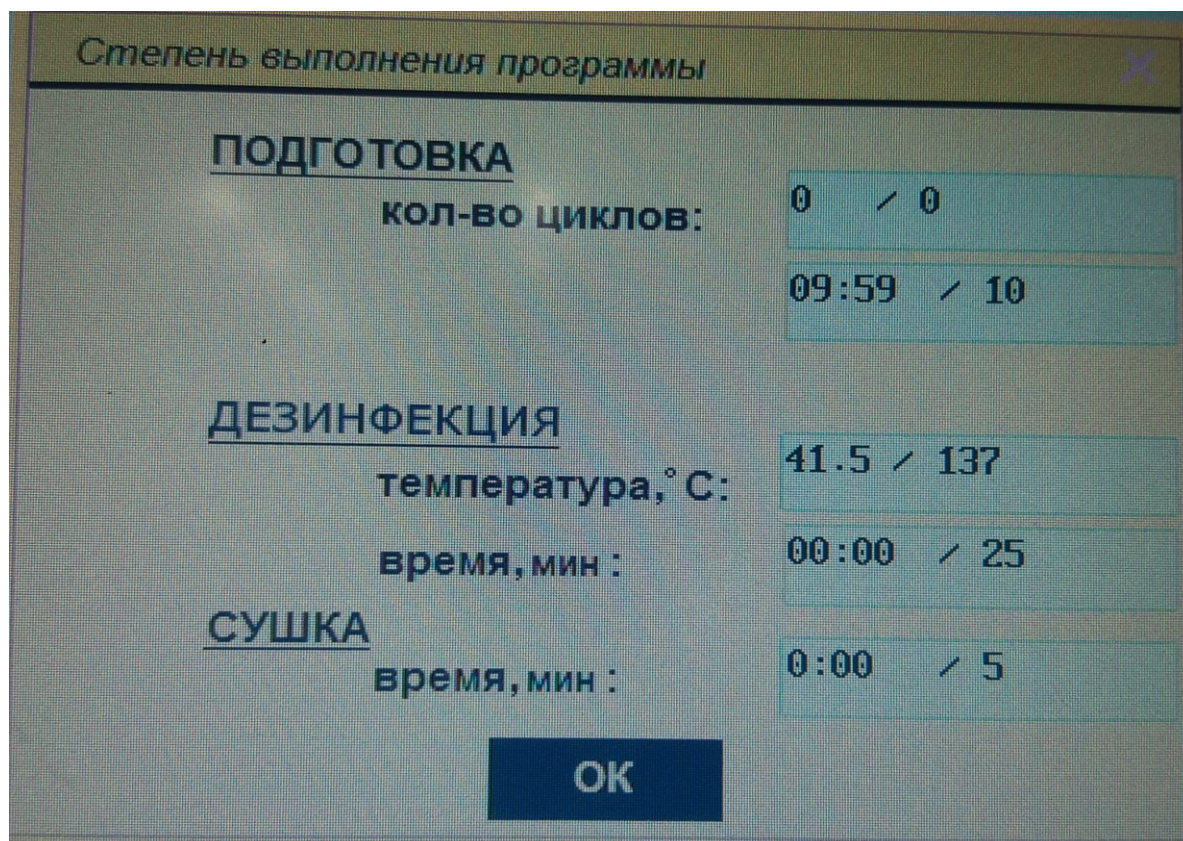 Степень выполнения программы
ПОДГОТОВКА
кол-во циклов: 0 / 0
09:59 / 10
ДЕЗИНФЕКЦИЯ
температура,°C: 41.5 / 137
время, мин : 00:00 / 25
СУШКА
время, мин : 0:00 / 5
ОК